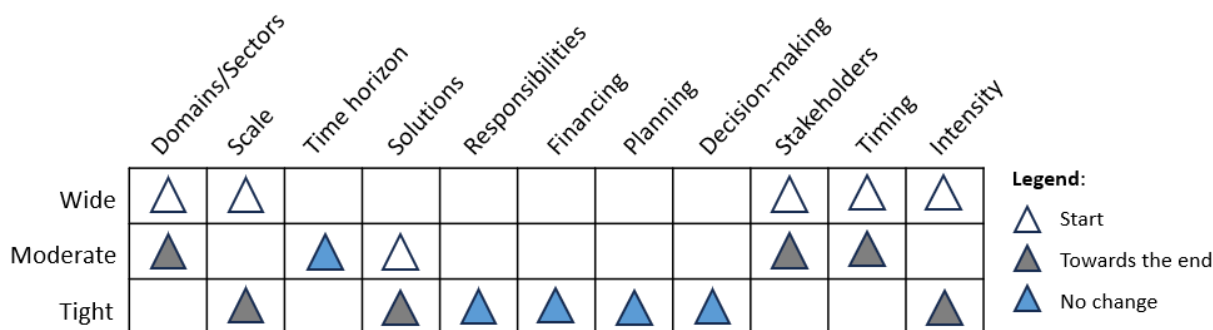 Domains/Sectors
Scale
Time horizon
Solutions
Responsibilities
Financing
Planning
Decision-making
Stakeholders
Timing
Intensity
Wide
Moderate
Tight
Legend:
Start
Towards the end
No change